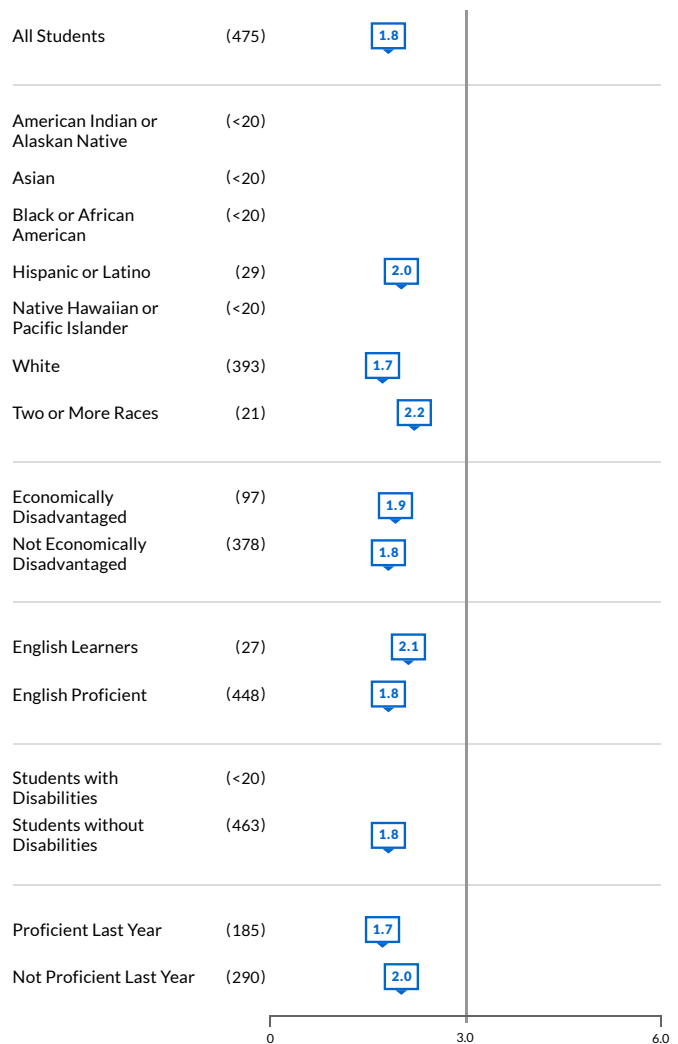 All Students (475) 1.8
American Indian or (<20)
Alaskan Native
Asian (<20)
Black or African (<20)
American
Hispanic or Latino (29) 2.0
Native Hawaiian or (<20)
Pacific Islander
White (393) 1.7
Two or More Races (21) 2.2
Economically (97) 1.9
Disadvantaged
Not Economically (378) 1.8
Disadvantaged
English Learners (27) 2.1
English Proficient (448) 1.8
Students with (<20)
Disabilities
Students without (463) 1.8
Disabilities
Proficient Last Year (185) 1.7
Not Proficient Last Year (290) 2.0
0 3.0 6.0